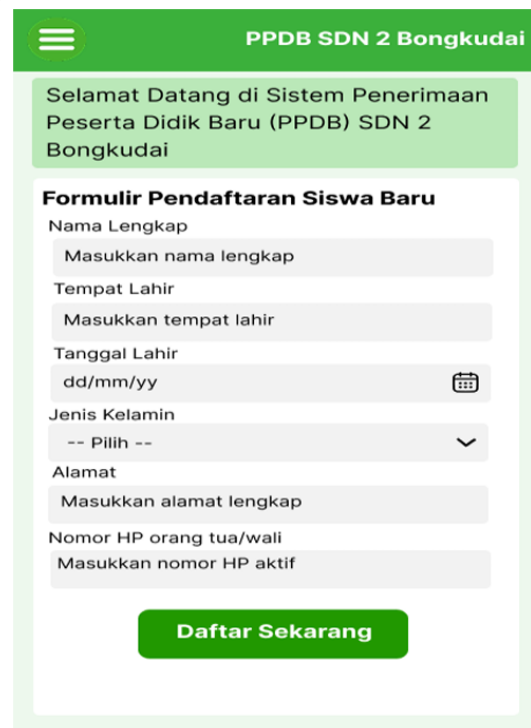 PPDB SDN 2 Bongkudai
Selamat Datang di Sistem Penerimaan
Peserta Didik Baru (PPDB) SDN 2
Bongkudai
Formulir Pendaftaran Siswa Baru
Nama Lengkap
Masukkan nama lengkap
Tempat Lahir
Masukkan tempat lahir
Tanggal Lahir
dd/mm/yy
Jenis Kelamin
-- Pilih --
Alamat
Masukkan alamat lengkap
Nomor HP orang tua/wali
Masukkan nomor HP aktif
Daftar Sekarang